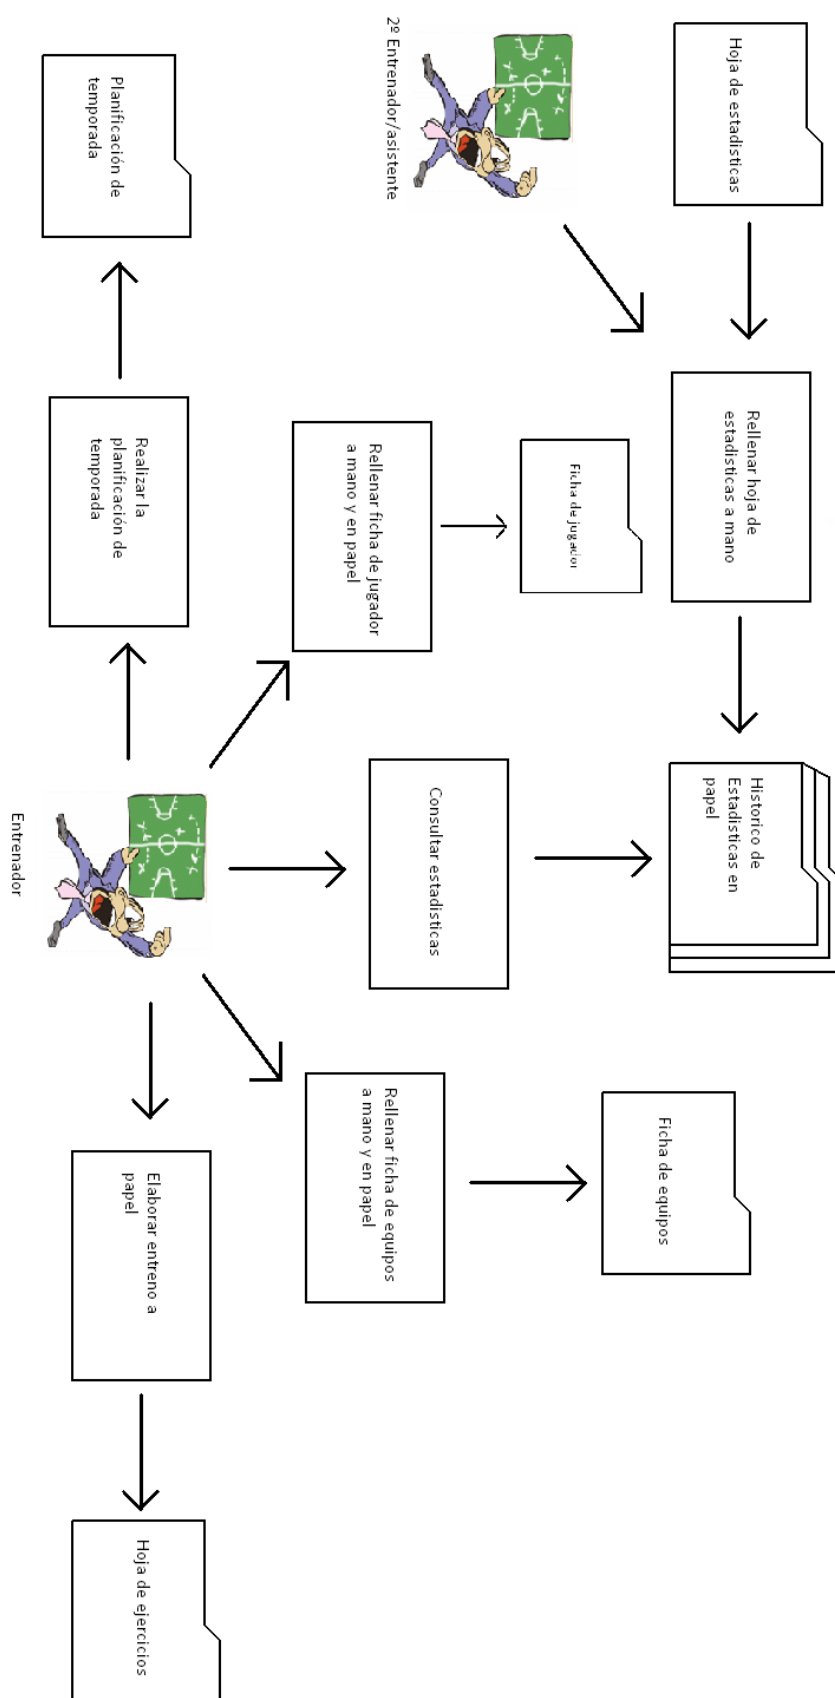 Hoja de estadisticas
Rellenar hoja de
estadisticas a mano
Historico de
Estadisticas en
papel
2º Entrenador/asistente
Ficha de jugador
Ficha de equipos
Rellenar ficha de jugador
a mano y en papel
Consultar estadisticas
Rellenar ficha de equipos
a mano y en papel
Planificación de
temporada
Realizar la
planificación de
temporada
Elaborar entreno a
papel
Hoja de ejercicios
Entrenador